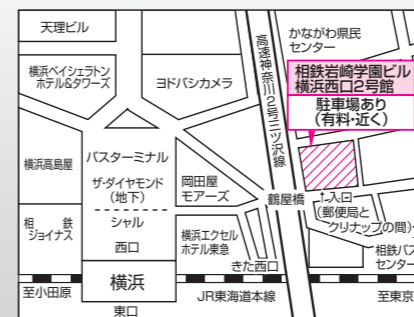 天理ビル
横浜ベイシェラトン
ホテル&タワーズ
ヨドバシカメラ
高速神奈川2号三ツ沢線
かながわ県民
センター
相鉄岩崎学園ビル
横浜西口2号館
駐車場あり
(有料・近く)
横浜高島屋
バスターミナル
ザ・ダイヤモンド
(地下)
岡田屋
モアーズ
鶴屋橋
↑入口
(郵便局と
クリナップの間)
相鉄
ジョイナス
シャル
西口
横浜エクセル
ホテル東急
きた西口
相鉄バス
センター
至小田原
横浜
JR東海道本線
至東京
東口